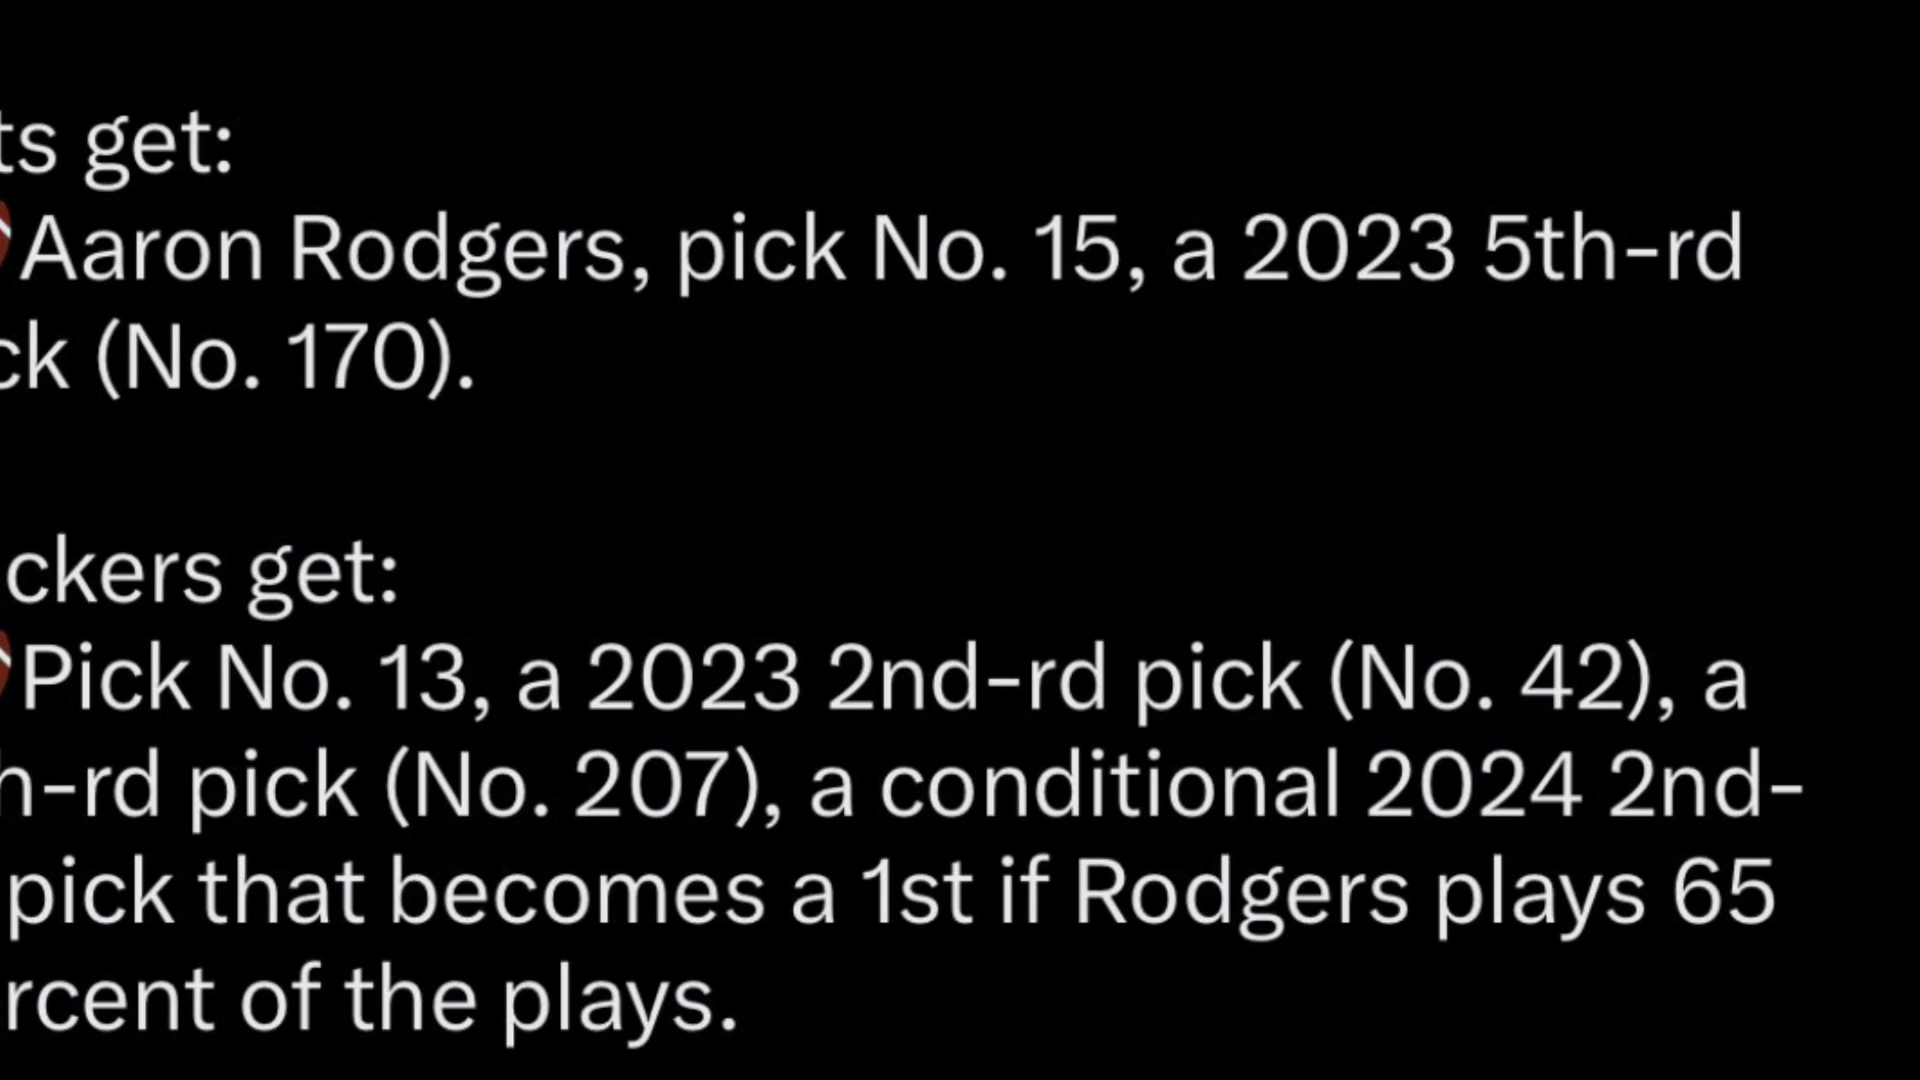 ts get:
Aaron Rodgers, pick No. 15, a 2023 5th-rd
ck (No. 170).
ckers get:
Pick No. 13, a 2023 2nd-rd pick (No. 42), a
h-rd pick (No. 207), a conditional 2024 2nd-
pick that becomes a 1st if Rodgers plays 65
rcent of the plays.